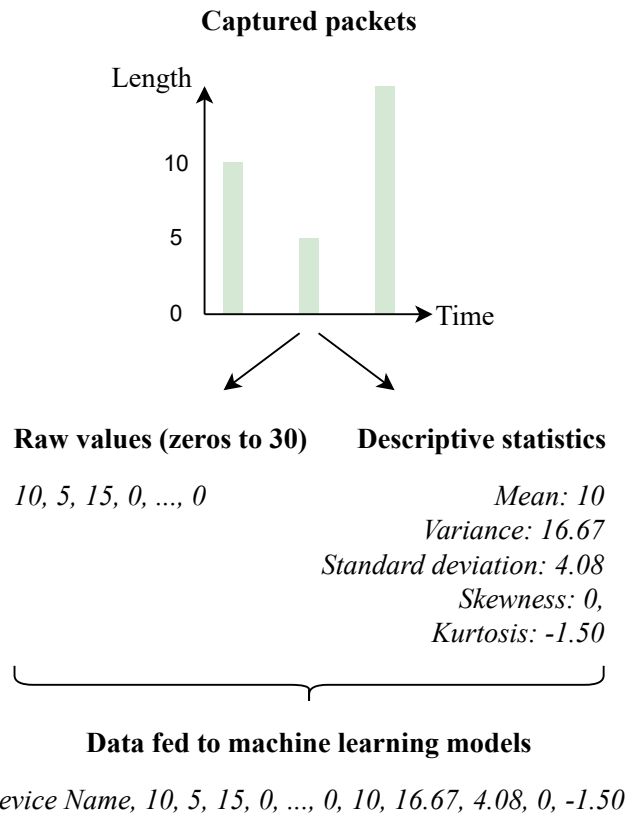 Captured packets
Length
10
5
0
Time
Raw values (zeros to 30)
Descriptive statistics
10, 5, 15, 0, ..., 0
Mean: 10
Variance: 16.67
Standard deviation: 4.08
Skewness: 0,
Kurtosis: -1.50
Data fed to machine learning models
evice Name, 10, 5, 15, 0, ..., 0, 10, 16.67, 4.08, 0, -1.50